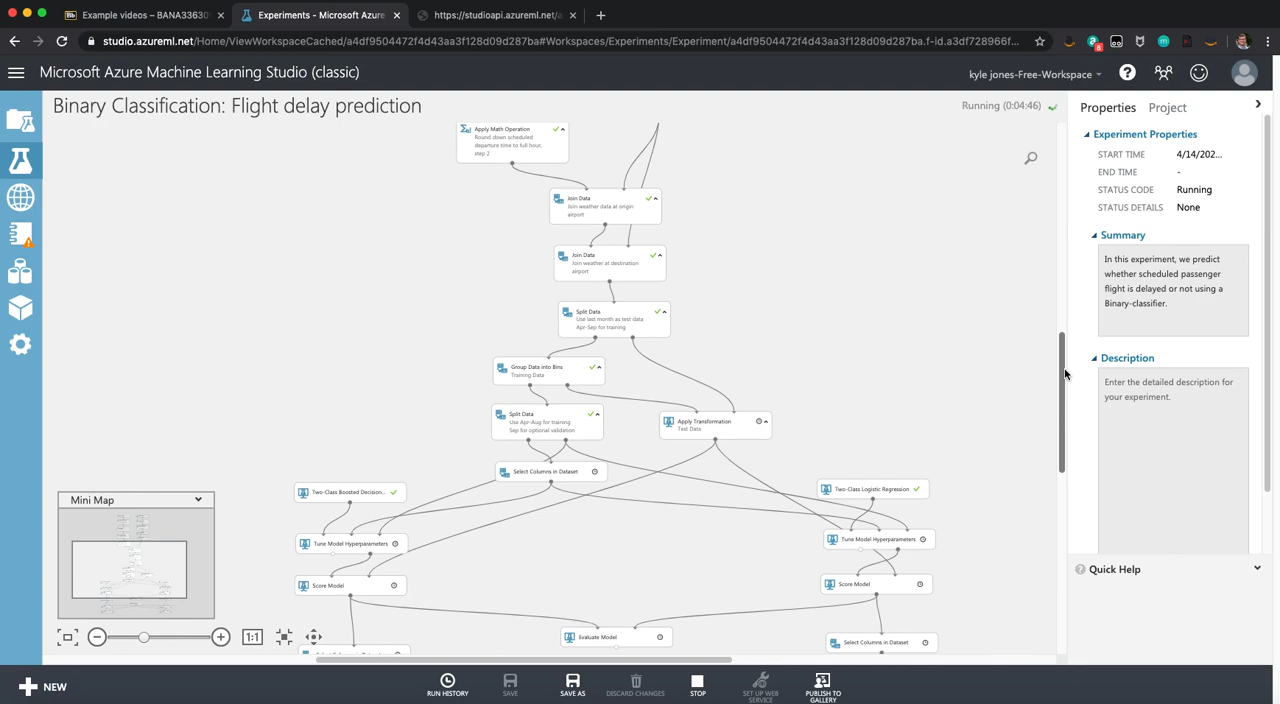 Example videos – BANA3363
Experiments - Microsoft Azure
https://studioapi.azureml.net/a
studio.azureml.net/Home/ViewWorkspaceCached/a4df9504472f4d43aa3f128d09d287ba#Workspaces/Experiments/Experiment/a4df9504472f4d43aa3f128d09d287ba.f-id.a3df728966f...
8
Microsoft Azure Machine Learning Studio (classic)
kyle jones-Free-Workspace
Binary Classification: Flight delay prediction
Running (0:04:46)
Properties
Project
Experiment Properties
START TIME 4/14/202...
END TIME -
STATUS CODE Running
STATUS DETAILS None
Summary
In this experiment, we predict
whether scheduled passenger
flight is delayed or not using a
Binary-classifier.
Description
Enter the detailed description for
your experiment.
Quick Help
Apply Math Operation
Round down scheduled
departure time to full hour,
step 2
Join Data
Join weather data at origin
airport
Join Data
Join weather at destination
airport
Split Data
Use last month as test data
Apr-Sep for training
Group Data into Bins
Training Data
Split Data
Use Apr-Aug for training
Sep for optional validation
Apply Transformation
Test Data
Select Columns in Dataset
Two-Class Boosted Decision...
Two-Class Logistic Regression
Tune Model Hyperparameters
Tune Model Hyperparameters
Score Model
Score Model
Evaluate Model
Select Columns in Dataset
Mini Map
1:1
NEW
RUN HISTORY
SAVE
SAVE AS
DISCARD CHANGES
STOP
SET UP WEB
SERVICE
PUBLISH TO
GALLERY